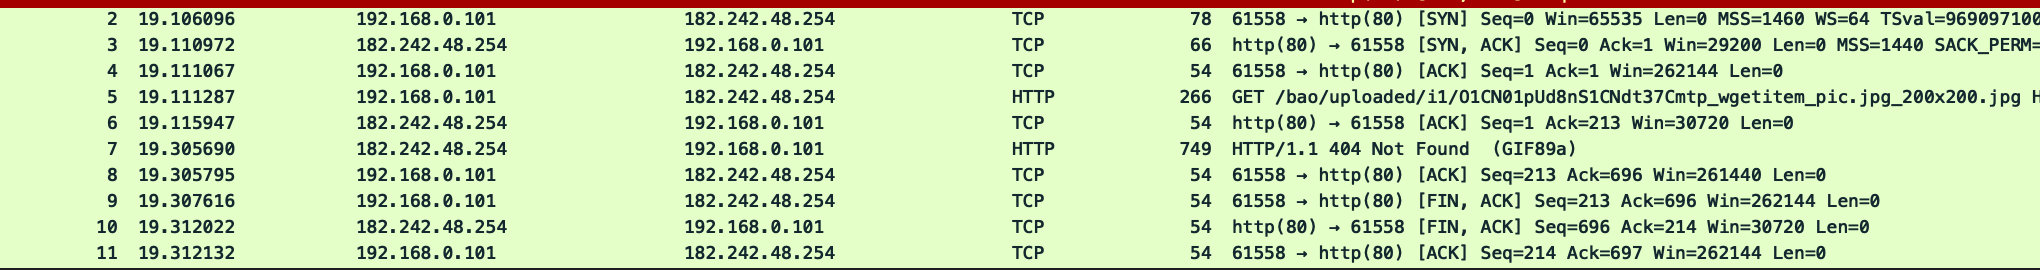 2 19.106096 192.168.0.101 182.242.48.254 TCP 78 61558 → http(80) [SYN] Seq=0 Win=65535 Len=0 MSS=1460 WS=64 TSval=969097100
3 19.110972 182.242.48.254 192.168.0.101 TCP 66 http(80) → 61558 [SYN, ACK] Seq=0 Ack=1 Win=29200 Len=0 MSS=1440 SACK_PERM=
4 19.111067 192.168.0.101 182.242.48.254 TCP 54 61558 → http(80) [ACK] Seq=1 Ack=1 Win=262144 Len=0
5 19.111287 192.168.0.101 182.242.48.254 HTTP 266 GET /bao/uploaded/i1/O1CN01pUd8nS1CNdt37Cmtp_wgetitem_pic.jpg_200x200.jpg H
6 19.115947 182.242.48.254 192.168.0.101 TCP 54 http(80) → 61558 [ACK] Seq=1 Ack=213 Win=30720 Len=0
7 19.305690 182.242.48.254 192.168.0.101 HTTP 749 HTTP/1.1 404 Not Found (GIF89a)
8 19.305795 192.168.0.101 182.242.48.254 TCP 54 61558 → http(80) [ACK] Seq=213 Ack=696 Win=261440 Len=0
9 19.307616 192.168.0.101 182.242.48.254 TCP 54 61558 → http(80) [FIN, ACK] Seq=213 Ack=696 Win=262144 Len=0
10 19.312022 182.242.48.254 192.168.0.101 TCP 54 http(80) → 61558 [FIN, ACK] Seq=696 Ack=214 Win=30720 Len=0
11 19.312132 192.168.0.101 182.242.48.254 TCP 54 61558 → http(80) [ACK] Seq=214 Ack=697 Win=262144 Len=0